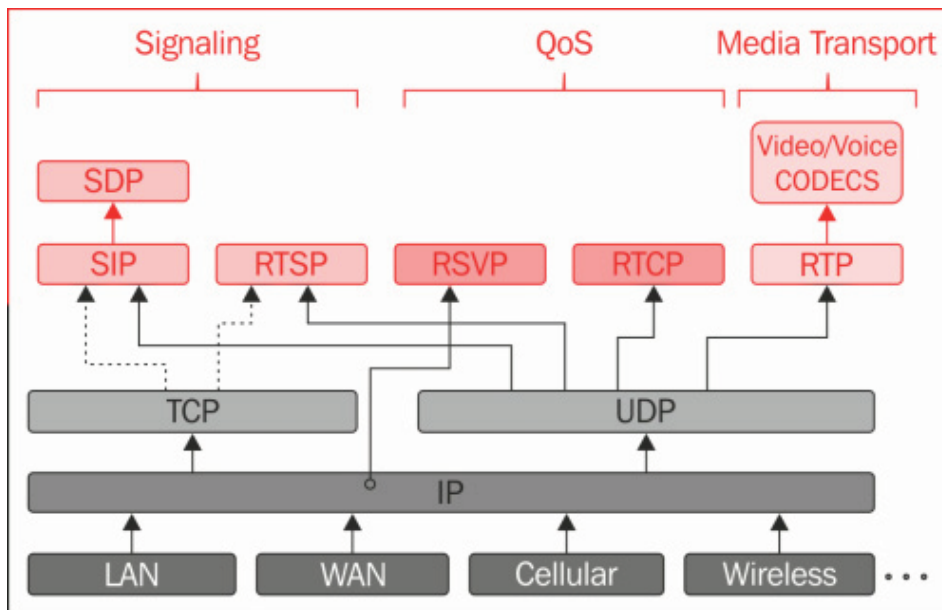 Signaling
QoS
Media Transport
Video/Voice
CODECS
SDP
SIP
RTSP
RSVP
RTCP
RTP
TCP
UDP
IP
LAN
WAN
Cellular
Wireless
...